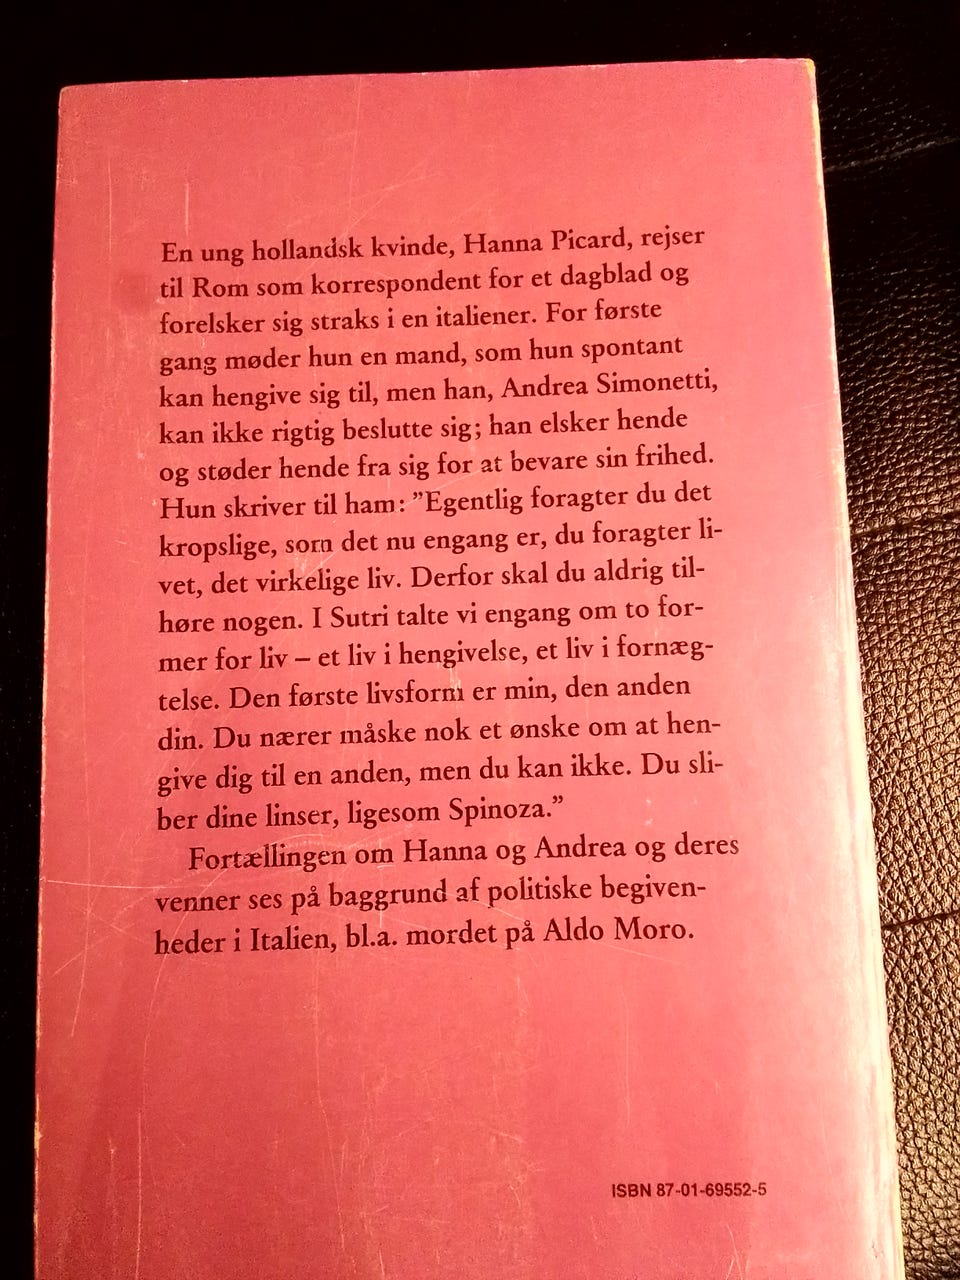 En ung hollandsk kvinde, Hanna Picard, rejser
til Rom som korrespondent for et dagblad og
forelsker sig straks i en italiener. For første
gang møder hun en mand, som hun spontant
kan hengive sig til, men han, Andrea Simonetti,
kan ikke rigtig beslutte sig; han elsker hende
og støder hende fra sig for at bevare sin frihed.
Hun skriver til ham: ”Egentlig foragter du det
kropslige, som det nu engang er, du foragter li-
vet, det virkelige liv. Derfor skal du aldrig til-
høre nogen. I Sutri talte vi engang om to for-
mer for liv – et liv i hengivelse, et liv i fornæg-
telse. Den første livsform er min, den anden
din. Du nærer måske nok et ønske om at hen-
give dig til en anden, men du kan ikke. Du sli-
ber dine linser, ligesom Spinoza.”
Fortællingen om Hanna og Andrea og deres
venner ses på baggrund af politiske begiven-
heder i Italien, bl.a. mordet på Aldo Moro.
ISBN 87-01-69552-5